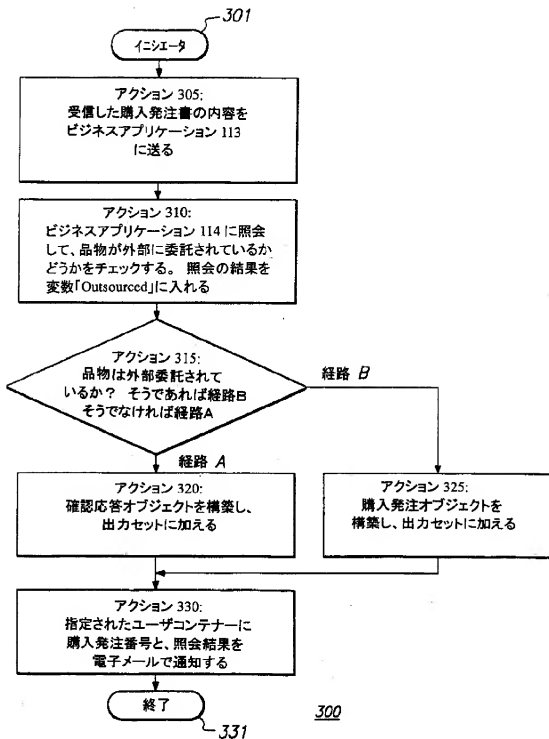 301
イニシエータ
アクション 305:
受信した購入発注書の内容を
ビジネスアプリケーション 113
に送る
アクション 310:
ビジネスアプリケーション 114 に照会
して、品物が外部に委託されているか
どうかをチェックする。 照会の結果を
変数「Outsourced」に入れる
アクション 315:
品物は外部委託されて
いるか? そうであれば経路B
そうでなければ経路A
経路 B
経路 A
アクション 320:
確認応答オブジェクトを構築し、
出力セットに加える
アクション 325:
購入発注オブジェクトを
構築し、出力セットに加える
アクション 330:
指定されたユーザコンテナーに
購入発注番号と、照会結果を
電子メールで通知する
終了
331
300